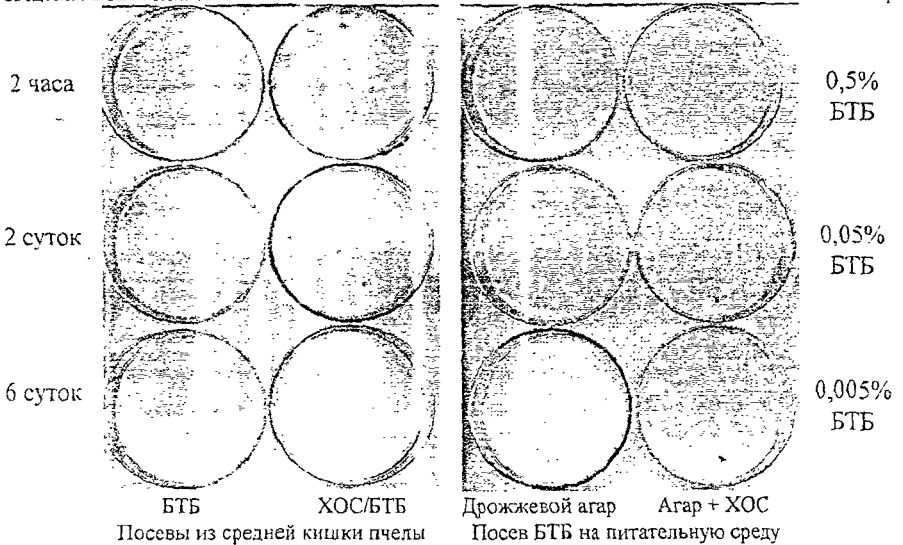 2 часа
0,5%
БТБ
2 суток
0,05%
БТБ
6 суток
0,005%
БТБ
БТБ ХОС/БТБ Дрожжевой агар Агар + ХОС
Посевы из средней кишки пчелы Посев БТБ на питательную среду